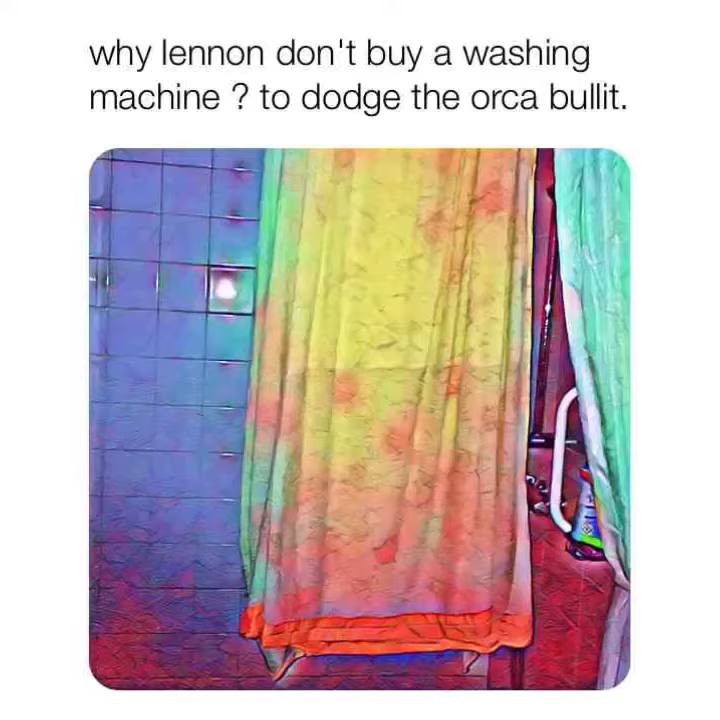 why lennon don't buy a washing
machine ? to dodge the orca bullit.